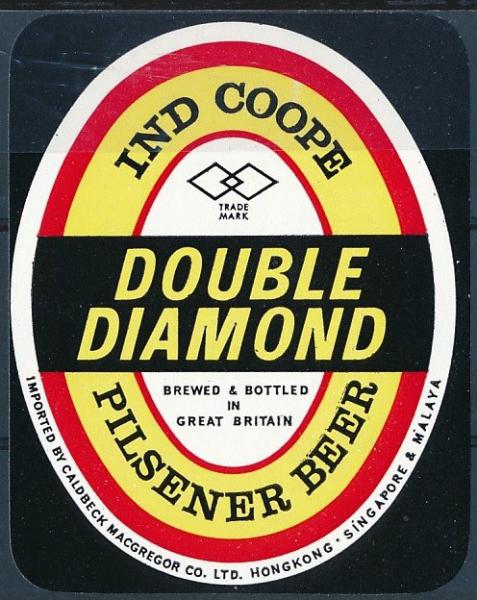 IND COOPE
TRADE
MARK
DOUBLE
DIAMOND
BREWED & BOTTLED
IN
GREAT BRITAIN
PILSENER BEER
IMPORTED BY CALDBECK MACGREGOR CO. LTD. HONGKONG · SINGAPORE & MALAYA